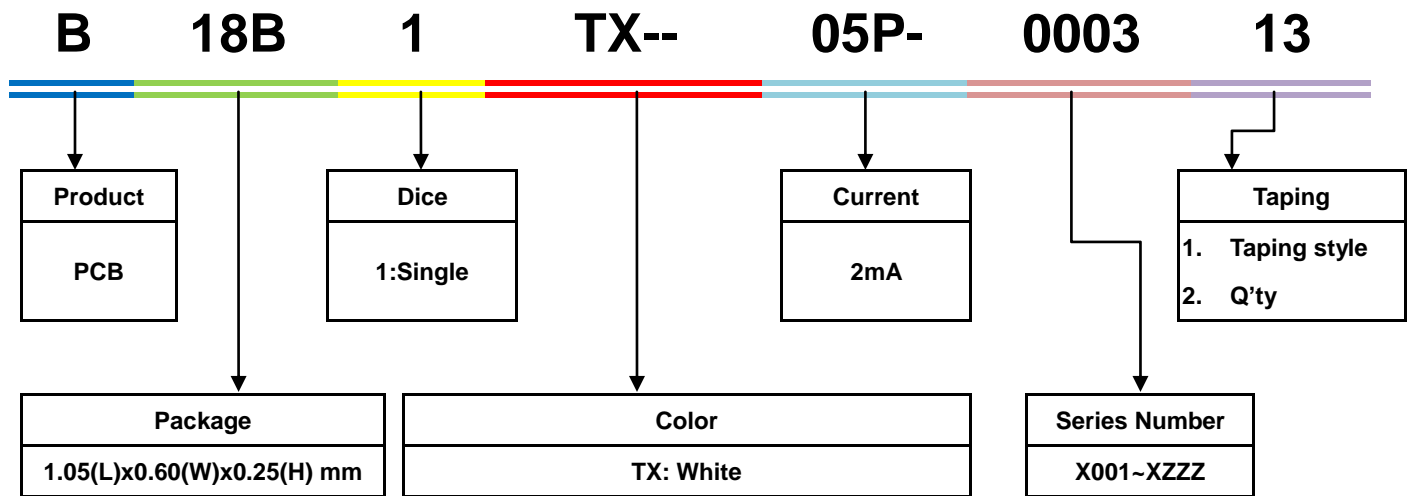 B 18B 1 TX-- 05P- 0003 13
Product
PCB
Dice
1:Single
Current
2mA
Taping
1. Taping style
2. Q’ty
Package
1.05(L)x0.60(W)x0.25(H) mm
Color
TX: White
Series Number
X001~XZZZ